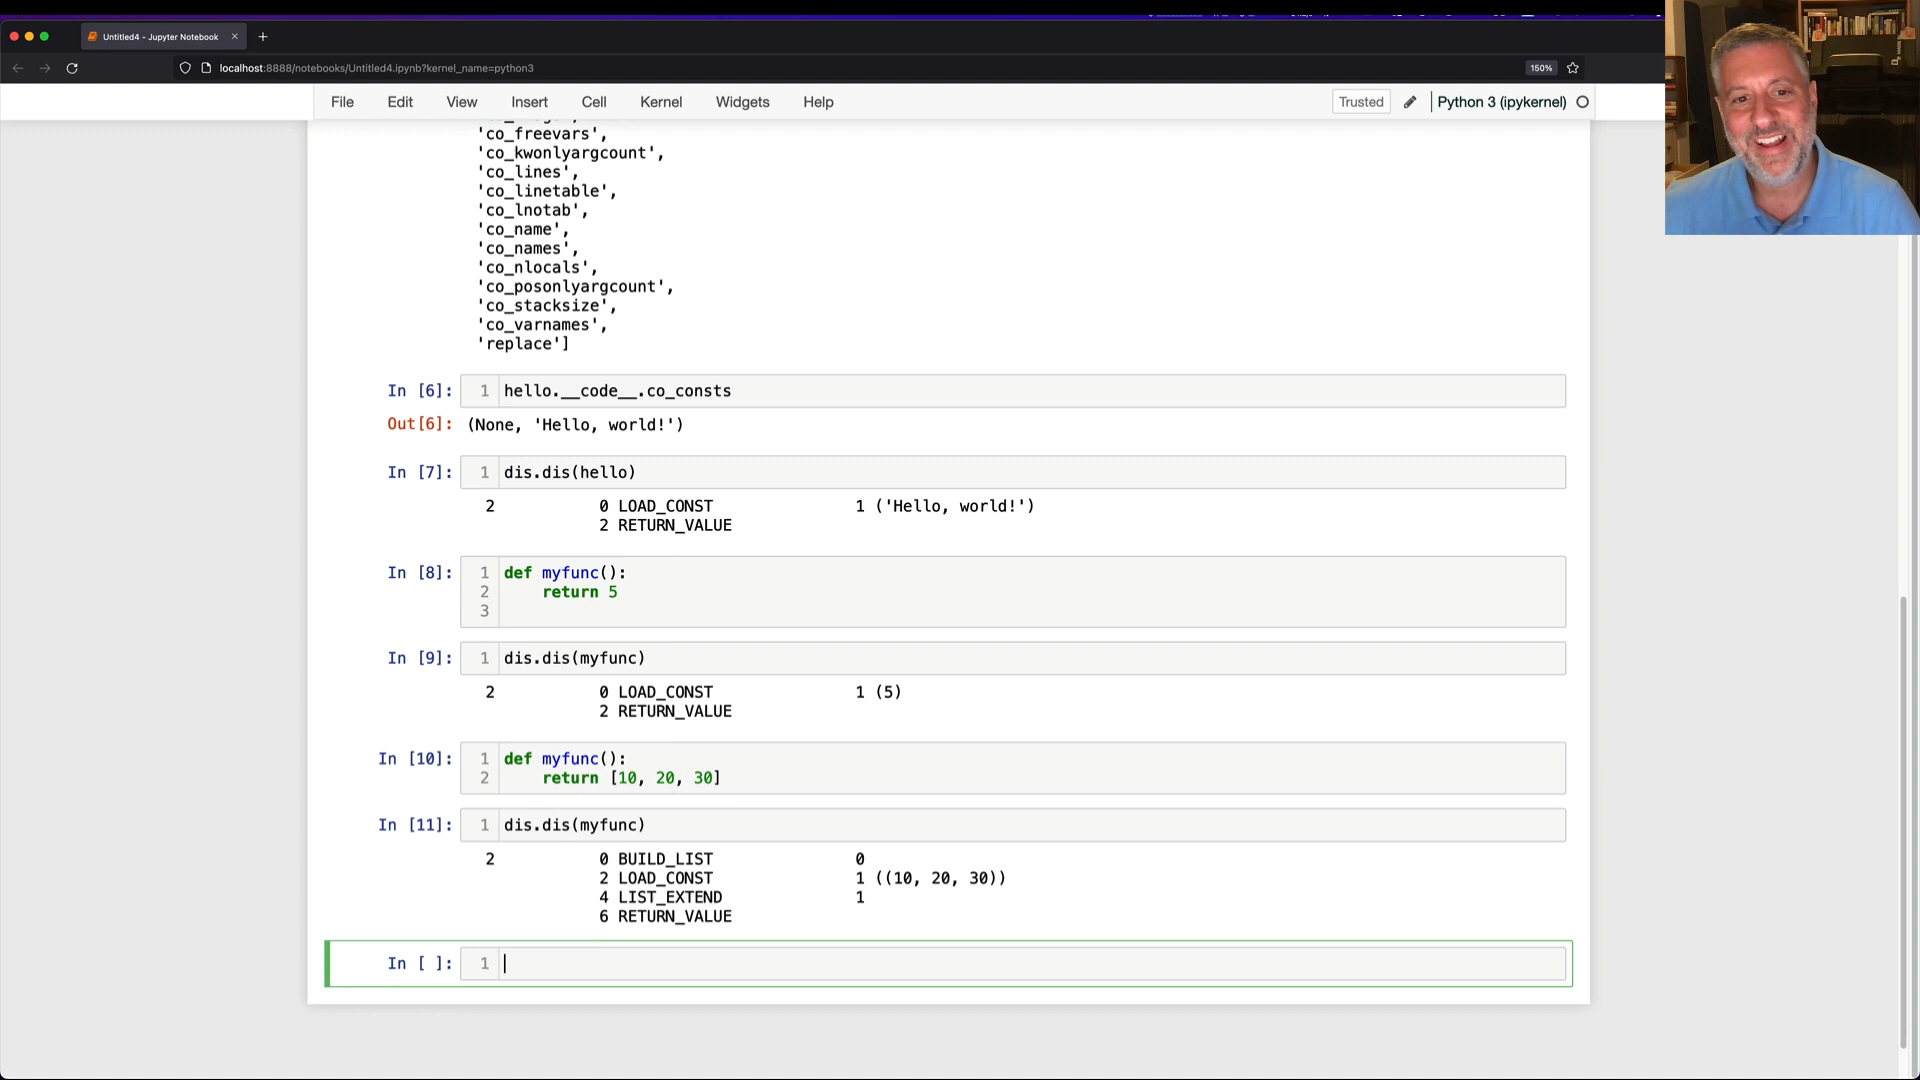 Untitled4 - Jupyter Notebook
localhost:8888/notebooks/Untitled4.ipynb?kernel_name=python3
150%
File Edit View Insert Cell Kernel Widgets Help
Trusted
Python 3 (ipykernel)
'co_freevars',
'co_kwonlyargcount',
'co_lines',
'co_linetable',
'co_lnotab',
'co_name',
'co_names',
'co_nlocals',
'co_posonlyargcount',
'co_stacksize',
'co_varnames',
'replace']
In [6]: 1 hello.__code__.co_consts
Out[6]: (None, 'Hello, world!')
In [7]: 1 dis.dis(hello)
2 0 LOAD_CONST 1 ('Hello, world!')
2 RETURN_VALUE
In [8]: 1 def myfunc():
2 return 5
3
In [9]: 1 dis.dis(myfunc)
2 0 LOAD_CONST 1 (5)
2 RETURN_VALUE
In [10]: 1 def myfunc():
2 return [10, 20, 30]
In [11]: 1 dis.dis(myfunc)
2 0 BUILD_LIST 0
2 LOAD_CONST 1 ((10, 20, 30))
4 LIST_EXTEND 1
6 RETURN_VALUE
In [ ]: 1